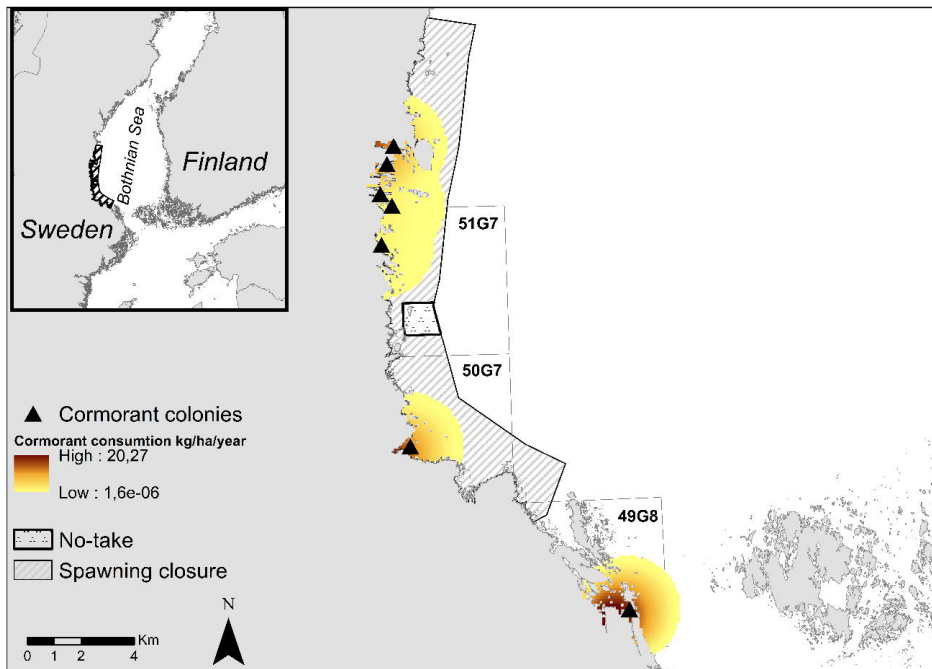 Bothnian Sea
Finland
Sweden
51G7
50G7
49G8
Cormorant colonies
Cormorant consumtion kg/ha/year
High : 20,27
Low : 1,6e-06
No-take
Spawning closure
N
Km
0 1 2 4